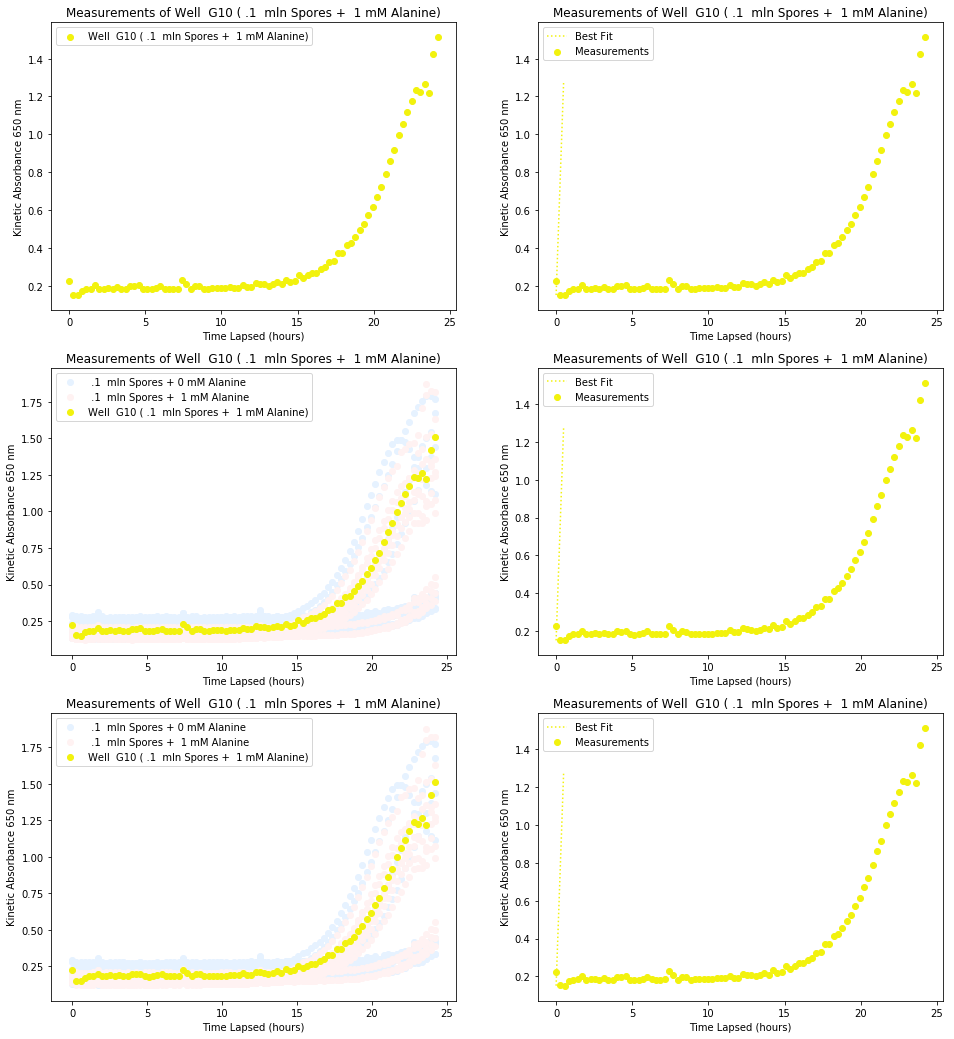 Measurements of Well  G10 ( .1  mln Spores +  1 mM Alanine)
Well  G10 ( .1  mln Spores +  1 mM Alanine)
Kinetic Absorbance 650 nm
1.4
1.2
1.0
0.8
0.6
0.4
0.2
0
5
10
15
20
25
Time Lapsed (hours)
Measurements of Well  G10 ( .1  mln Spores +  1 mM Alanine)
Best Fit
Measurements
Kinetic Absorbance 650 nm
1.4
1.2
1.0
0.8
0.6
0.4
0.2
0
5
10
15
20
25
Time Lapsed (hours)
Measurements of Well  G10 ( .1  mln Spores +  1 mM Alanine)
.1  mln Spores + 0 mM Alanine
.1  mln Spores +  1 mM Alanine
Well  G10 ( .1  mln Spores +  1 mM Alanine)
Kinetic Absorbance 650 nm
1.75
1.50
1.25
1.00
0.75
0.50
0.25
0
5
10
15
20
25
Time Lapsed (hours)
Measurements of Well  G10 ( .1  mln Spores +  1 mM Alanine)
Best Fit
Measurements
Kinetic Absorbance 650 nm
1.4
1.2
1.0
0.8
0.6
0.4
0.2
0
5
10
15
20
25
Time Lapsed (hours)
Measurements of Well  G10 ( .1  mln Spores +  1 mM Alanine)
.1  mln Spores + 0 mM Alanine
.1  mln Spores +  1 mM Alanine
Well  G10 ( .1  mln Spores +  1 mM Alanine)
Kinetic Absorbance 650 nm
1.75
1.50
1.25
1.00
0.75
0.50
0.25
0
5
10
15
20
25
Time Lapsed (hours)
Measurements of Well  G10 ( .1  mln Spores +  1 mM Alanine)
Best Fit
Measurements
Kinetic Absorbance 650 nm
1.4
1.2
1.0
0.8
0.6
0.4
0.2
0
5
10
15
20
25
Time Lapsed (hours)